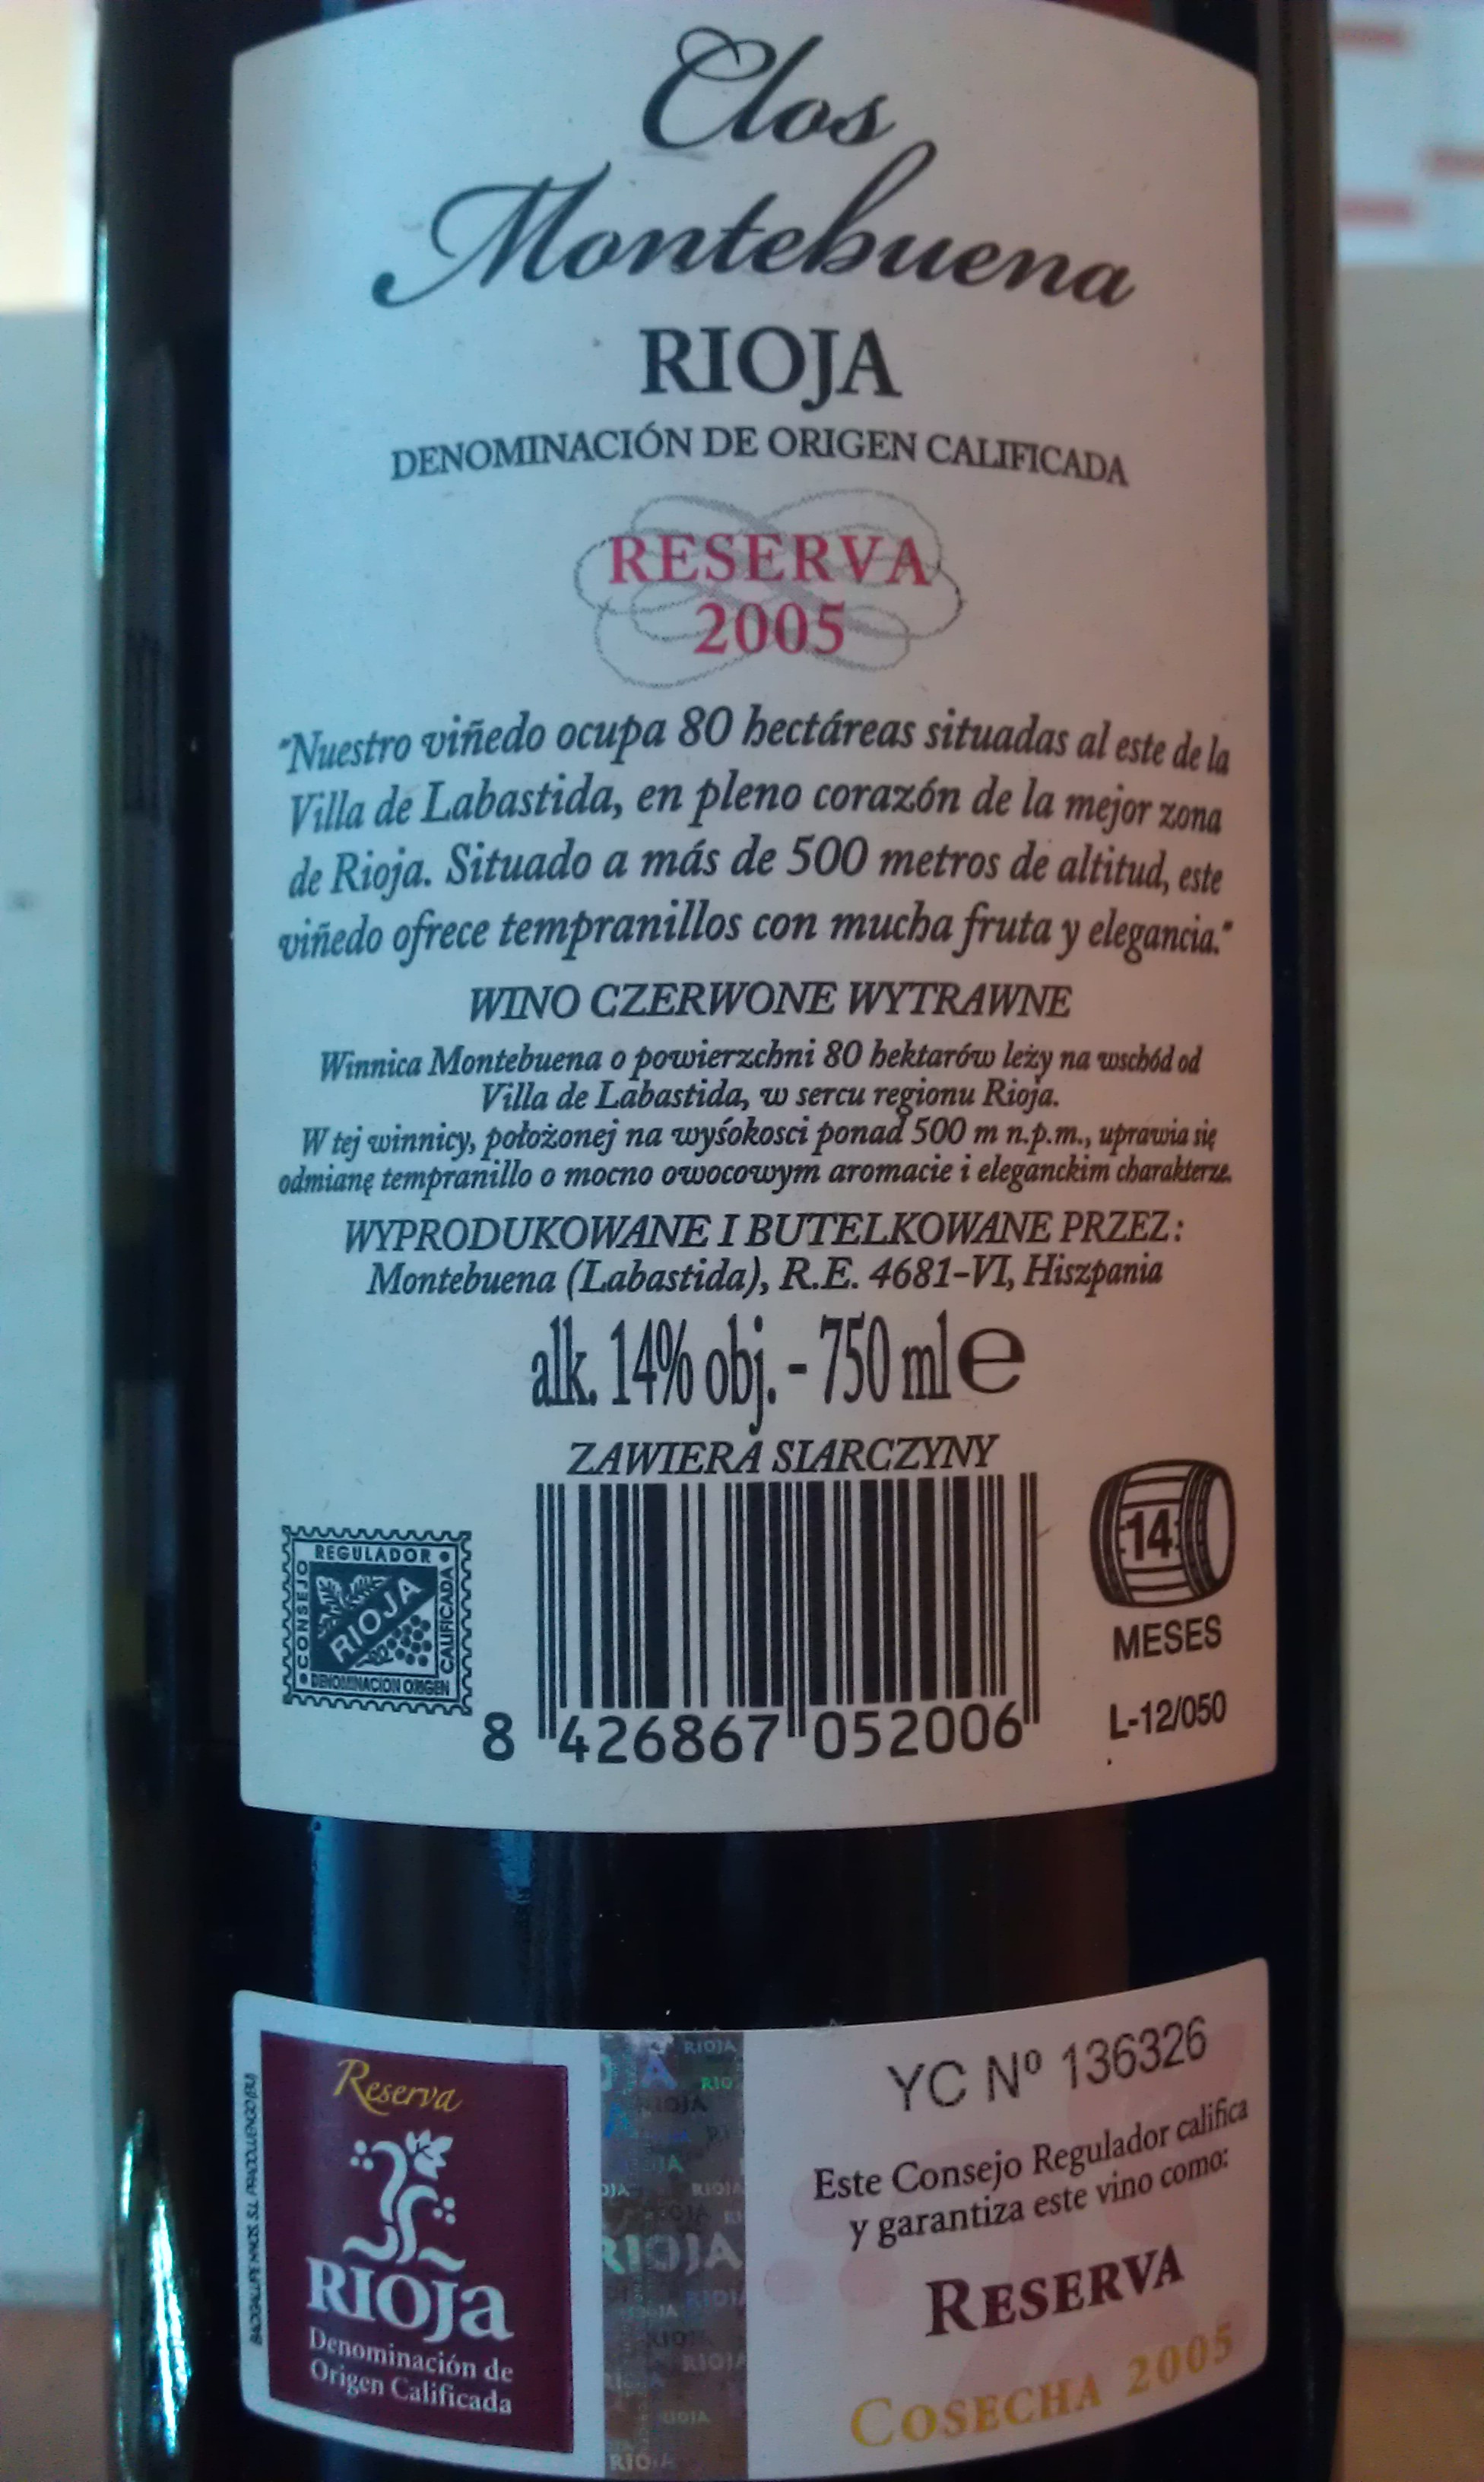 Clos
Montebuena
RIOJA
DENOMINACIÓN DE ORIGEN CALIFICADA
RESERVA
2005
"Nuestro viñedo ocupa 80 hectáreas situadas al este de la
Villa de Labastida, en pleno corazón de la mejor zona
de Rioja. Situado a más de 500 metros de altitud, este
viñedo ofrece tempranillos con mucha fruta y elegancia."
WINO CZERWONE WYTRAWNE
Winnica Montebuena o powierzchni 80 hektarów leży na wschód od
Villa de Labastida, w sercu regionu Rioja.
W tej winnicy, położonej na wyśokosci ponad 500 m n.p.m., uprawia się
odmianę tempranillo o mocno owocowym aromacie i eleganckim charakterze.
WYPRODUKOWANE I BUTELKOWANE PRZEZ:
Montebuena (Labastida), R.E. 4681-VI, Hiszpania
alk. 14% obj. - 750 ml e
ZAWIERA SIARCZYNY
CONSEJO
REGULADOR
RIOJA
DENOMINACION ORIGEN
CALIFICADA
8 426867 052006
14
MESES
L-12/050
Reserva
RIOJa
Denominación de
Origen Calificada
RIOJA
YC Nº 136326
Este Consejo Regulador califica
y garantiza este vino como:
RESERVA
COSECHA 2005